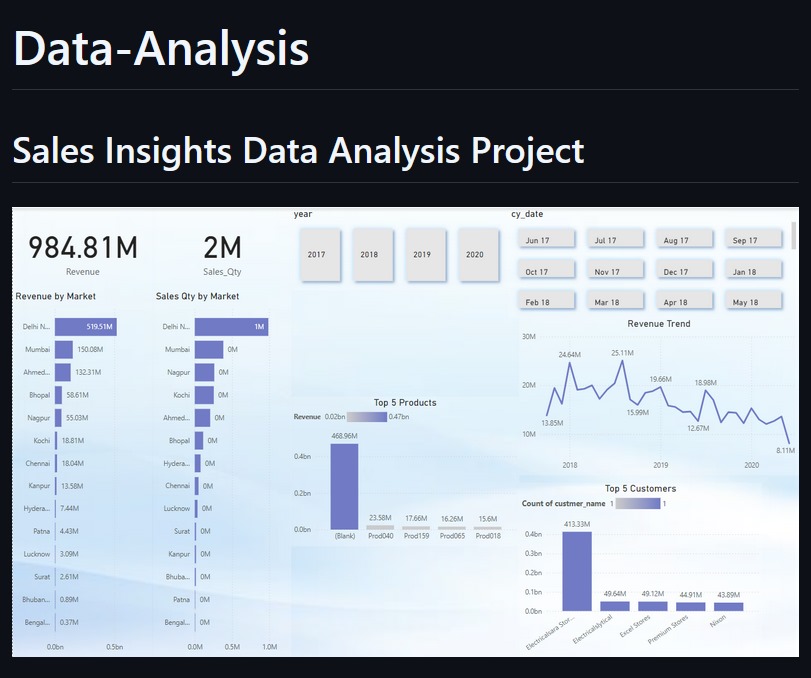 Data-Analysis
Sales Insights Data Analysis Project
984.81M
Revenue
2M
Sales_Qty
year
2017
2018
2019
2020
cy_date
Jun 17
Jul 17
Aug 17
Sep 17
Oct 17
Nov 17
Dec 17
Jan 18
Feb 18
Mar 18
Apr 18
May 18
Revenue by Market
Delhi N... 519.51M
Mumbai 150.08M
Ahmed... 132.31M
Bhopal 58.61M
Nagpur 55.03M
Kochi 18.81M
Chennai 18.04M
Kanpur 13.58M
Hydera... 7.44M
Patna 4.43M
Lucknow 3.09M
Surat 2.61M
Bhuban... 0.89M
Bengal... 0.37M
0.0bn 0.5bn
Sales Qty by Market
Delhi N... 1M
Mumbai 0M
Nagpur 0M
Kochi 0M
Ahmed... 0M
Bhopal 0M
Hydera... 0M
Chennai 0M
Lucknow 0M
Surat 0M
Kanpur 0M
Bhuba... 0M
Patna 0M
Bengal... 0M
0.0M 0.5M 1.0M
Top 5 Products
Revenue 0.02bn 0.47bn
468.96M
0.4bn
0.2bn
23.58M 17.66M 16.26M 15.6M
0.0bn
(Blank) Prod040 Prod159 Prod065 Prod018
Revenue Trend
30M
24.64M 25.11M
20M
19.66M 18.98M
15.99M
13.85M
12.67M
10M
8.11M
2018 2019 2020
Top 5 Customers
Count of custmer_name 1 1
413.33M
0.4bn
0.3bn
0.2bn
0.1bn
49.64M 49.12M 44.91M 43.89M
0.0bn
Electricalsara Stor...
Electricalslytical
Excel Stores
Premium Stores
Nixon